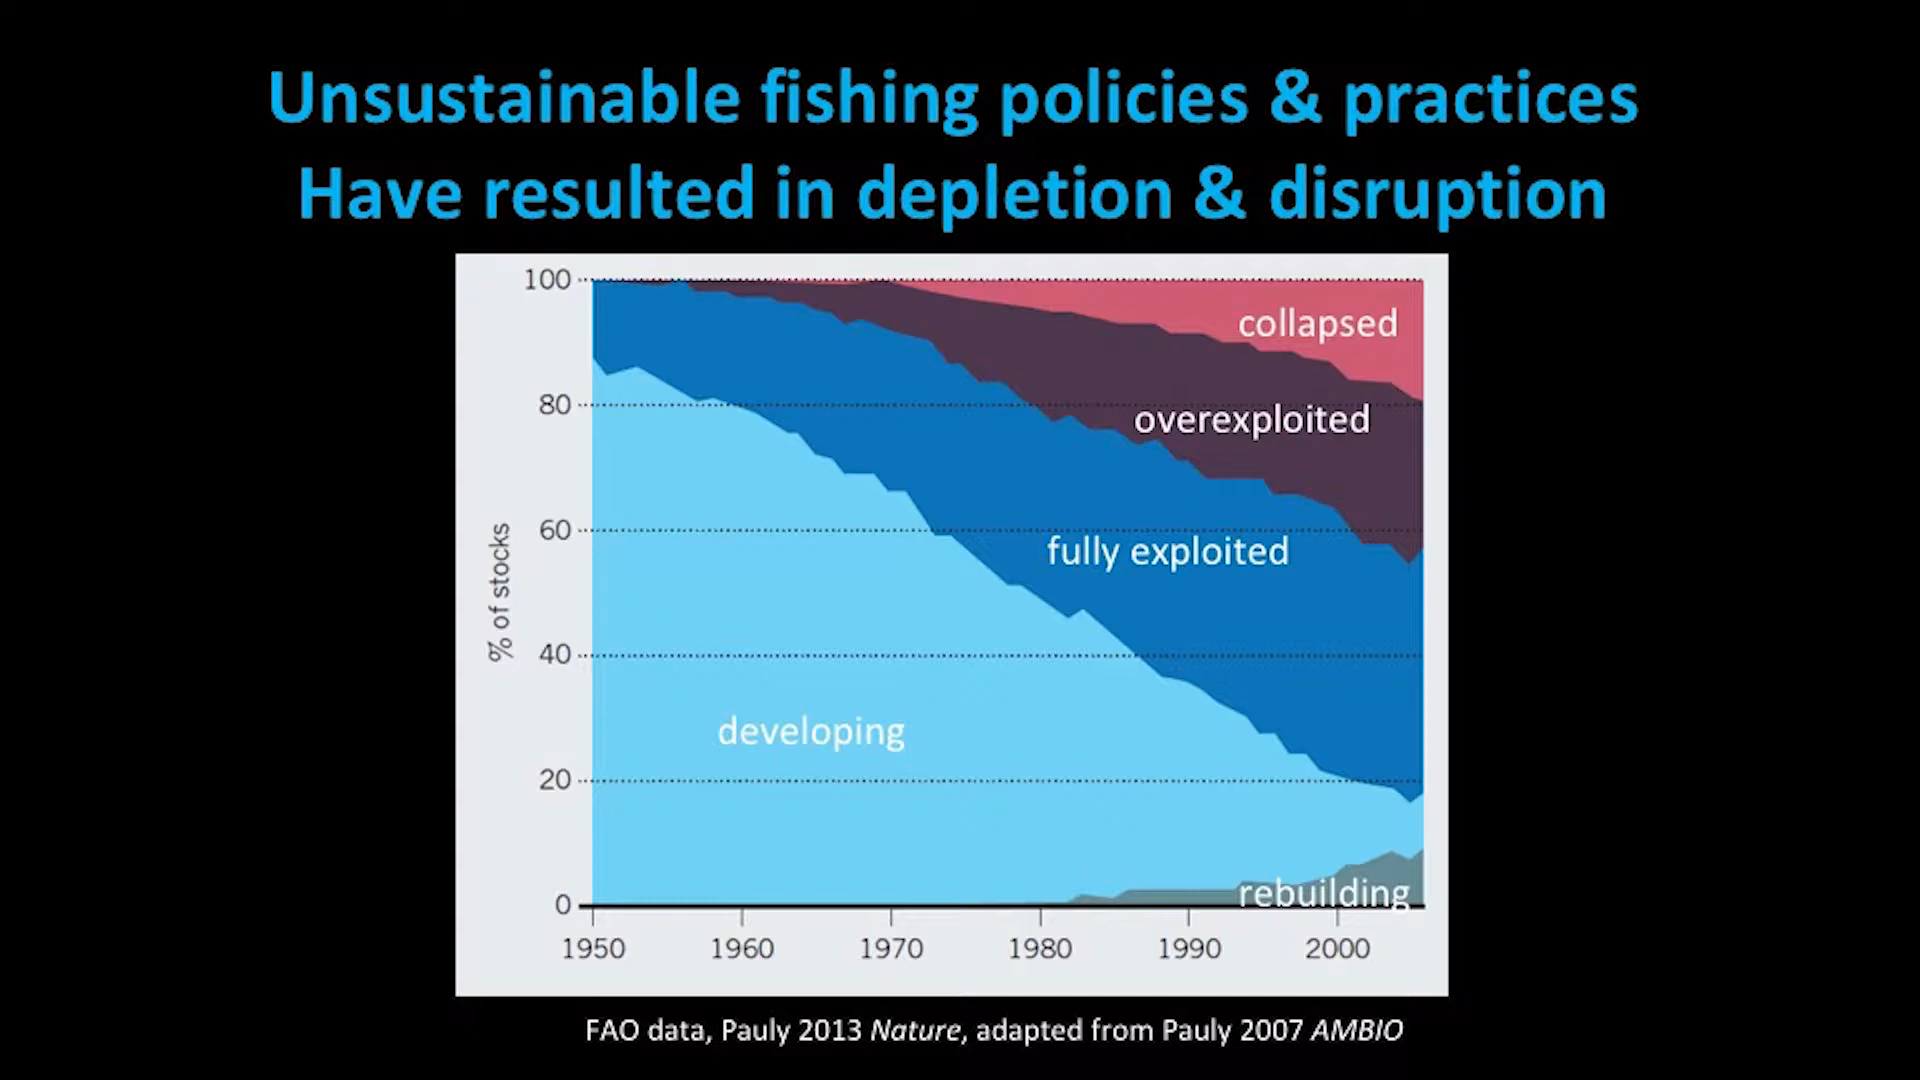 Unsustainable fishing policies & practices
Have resulted in depletion & disruption
100
collapsed
80
overexploited
60
fully exploited
% of stocks
40
developing
20
rebuilding
0
1950 1960 1970 1980 1990 2000
FAO data, Pauly 2013 Nature, adapted from Pauly 2007 AMBIO